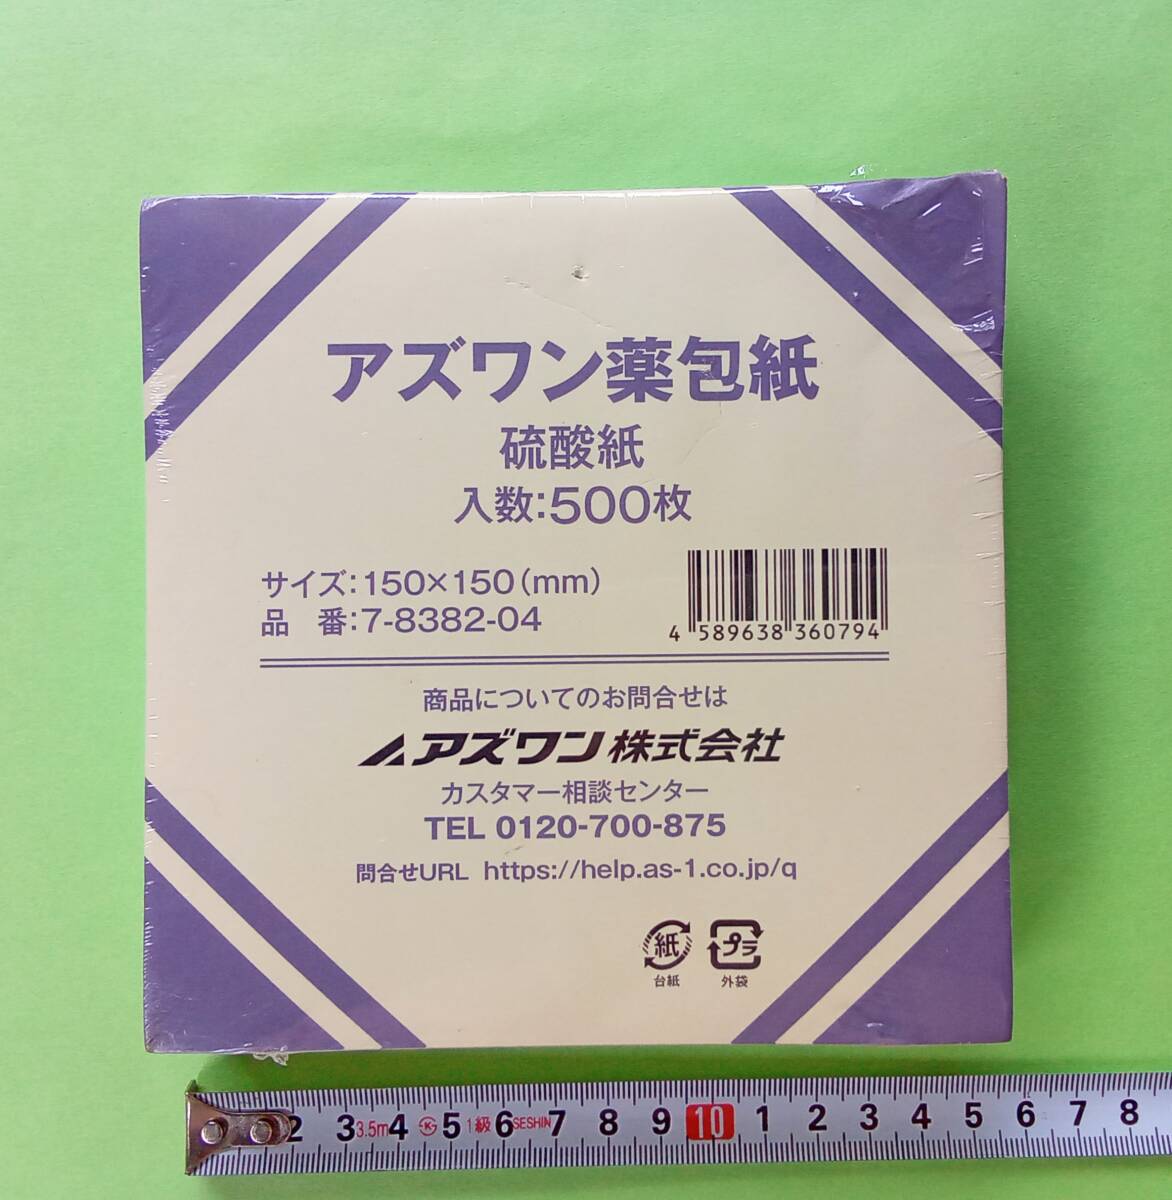 アズワン薬包紙
硫酸紙
入数:500枚
サイズ:150×150(mm)
品 番:7-8382-04
4 589638 360794
商品についてのお問合せは
アズワン株式会社
カスタマー相談センター
TEL 0120-700-875
問合せURL https://help.as-1.co.jp/q
紙 プラ
台紙 外袋
2 3 3.5m 4 K 5 1級 6 SESHIN 7 8 9 10 1 2 3 4 5 6 7 8